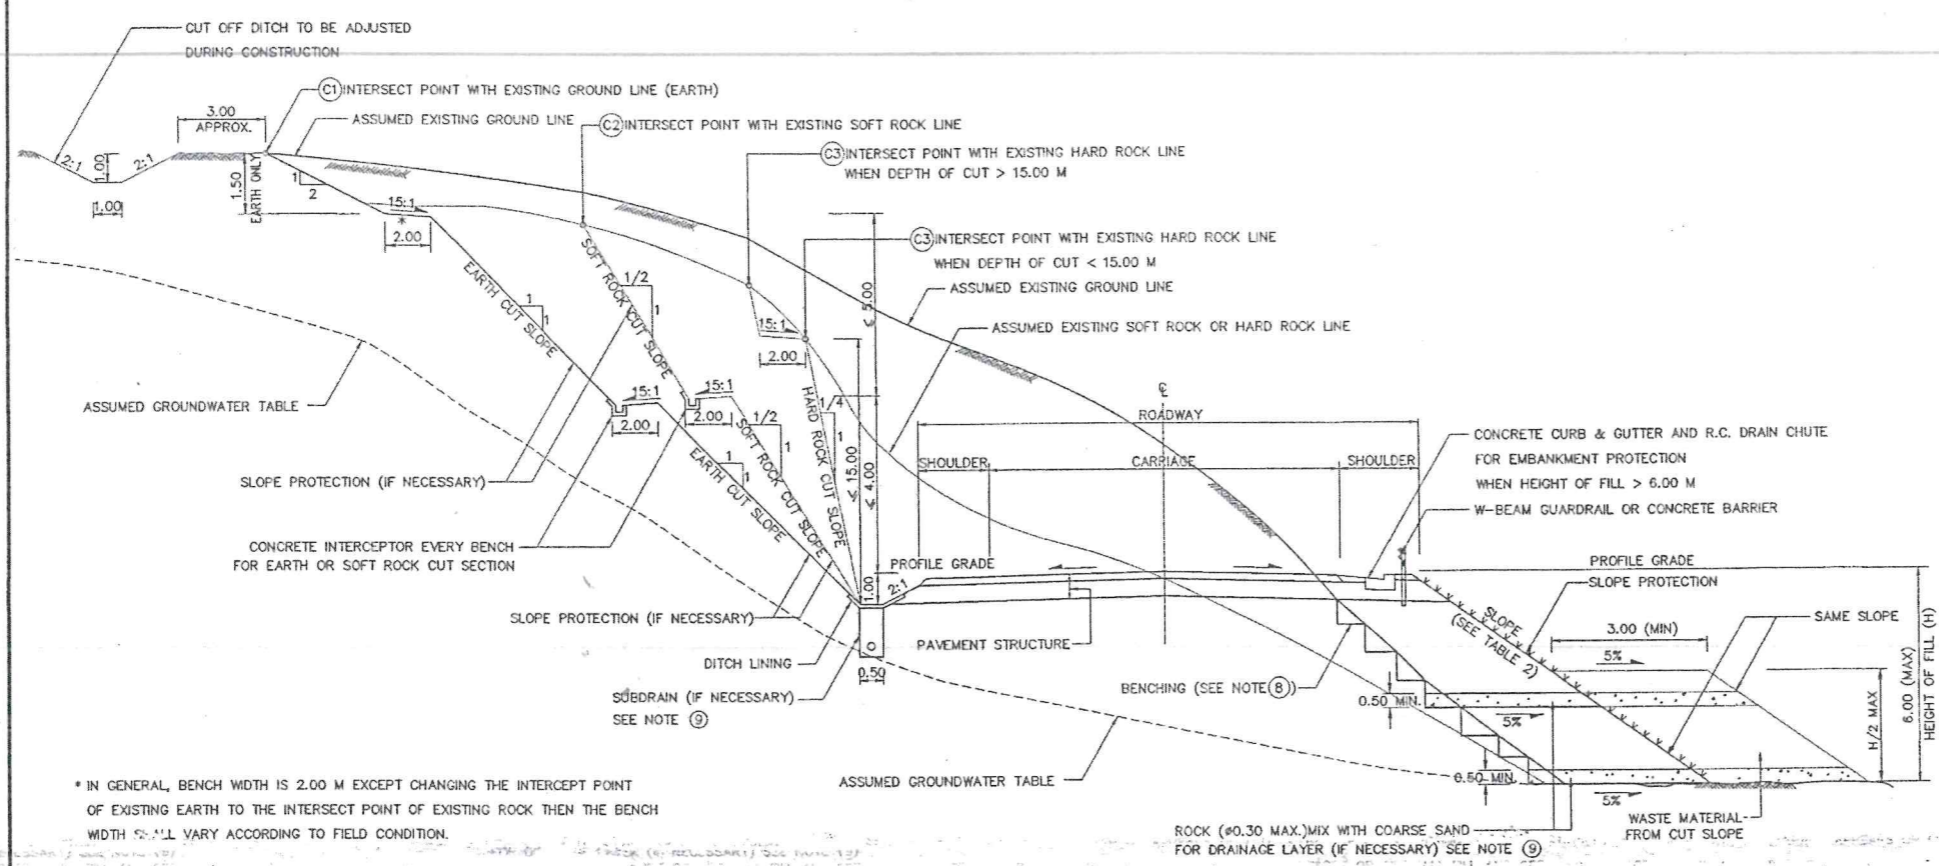 CUT OFF DITCH TO BE ADJUSTED
DURING CONSTRUCTION
C1 INTERSECT POINT WITH EXISTING GROUND LINE (EARTH)
3.00
APPROX.
ASSUMED EXISTING GROUND LINE
C2 INTERSECT POINT WITH EXISTING SOFT ROCK LINE
C3 INTERSECT POINT WITH EXISTING HARD ROCK LINE
WHEN DEPTH OF CUT > 15.00 M
2:1
1.00
2:1
1.00
1.50
EARTH ONLY
1
2
15:1
*
2.00
C3 INTERSECT POINT WITH EXISTING HARD ROCK LINE
WHEN DEPTH OF CUT < 15.00 M
ASSUMED EXISTING GROUND LINE
ASSUMED EXISTING SOFT ROCK OR HARD ROCK LINE
EARTH CUT SLOPE
1
1
SOFT ROCK CUT SLOPE
1/2
1
15:1
2.00
⩽ 5.00
ASSUMED GROUNDWATER TABLE
15:1
2.00
15:1
2.00
HARD ROCK CUT SLOPE
1/4
1
⩽ 15.00
⩽ 4.00
SOFT ROCK CUT SLOPE
1/2
1
EARTH CUT SLOPE
1
1
℄
ROADWAY
SHOULDER
CARRIAGE
SHOULDER
CONCRETE CURB & GUTTER AND R.C. DRAIN CHUTE
FOR EMBANKMENT PROTECTION
WHEN HEIGHT OF FILL > 6.00 M
W-BEAM GUARDRAIL OR CONCRETE BARRIER
SLOPE PROTECTION (IF NECESSARY)
CONCRETE INTERCEPTOR EVERY BENCH
FOR EARTH OR SOFT ROCK CUT SECTION
PROFILE GRADE
1.00
2:1
PROFILE GRADE
SLOPE PROTECTION
SLOPE
(SEE TABLE 2)
SAME SLOPE
3.00 (MIN)
5%
SLOPE PROTECTION (IF NECESSARY)
DITCH LINING
0.50
PAVEMENT STRUCTURE
SUBDRAIN (IF NECESSARY)
SEE NOTE 9
BENCHING (SEE NOTE 8)
0.50 MIN.
5%
H/2 MAX
6.00 (MAX)
HEIGHT OF FILL (H)
0.50 MIN.
5%
ASSUMED GROUNDWATER TABLE
* IN GENERAL, BENCH WIDTH IS 2.00 M EXCEPT CHANGING THE INTERCEPT POINT
OF EXISTING EARTH TO THE INTERSECT POINT OF EXISTING ROCK THEN THE BENCH
WIDTH SHALL VARY ACCORDING TO FIELD CONDITION.
ROCK (ø0.30 MAX.)MIX WITH COARSE SAND
FOR DRAINAGE LAYER (IF NECESSARY) SEE NOTE 9
WASTE MATERIAL
FROM CUT SLOPE